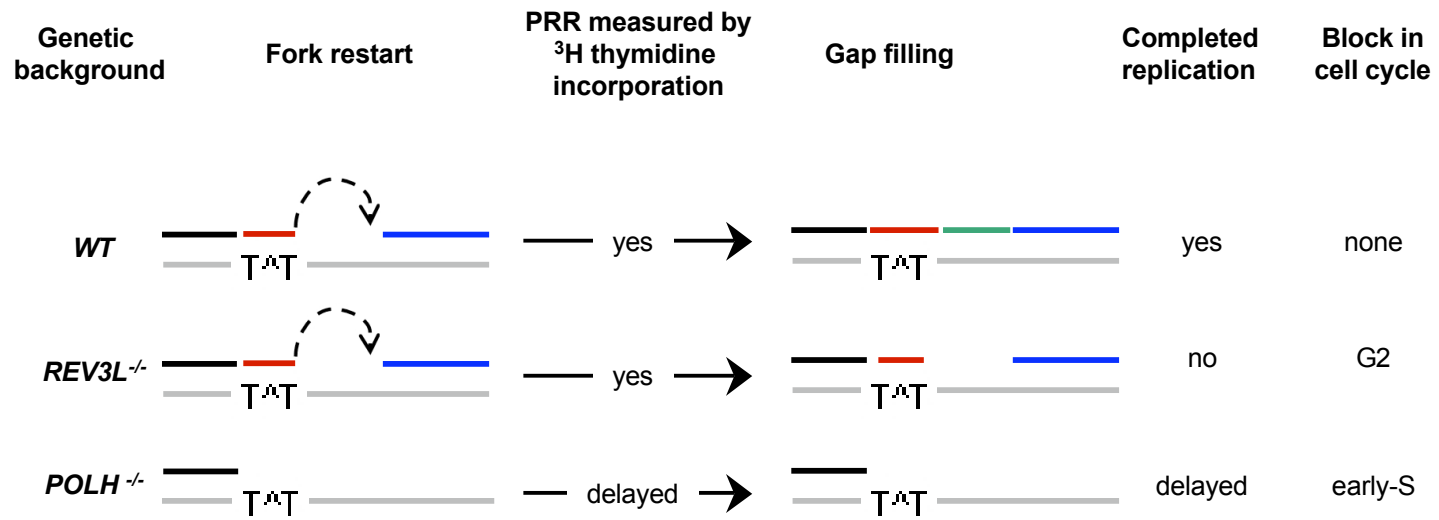 Genetic background
Fork restart
PRR measured by
³H thymidine
incorporation
Gap filling
Completed
replication
Block in
cell cycle
WT
T^T
yes
T^T
yes
none
REV3L-/-
T^T
yes
T^T
no
G2
POLH -/-
T^T
delayed
T^T
delayed
early-S